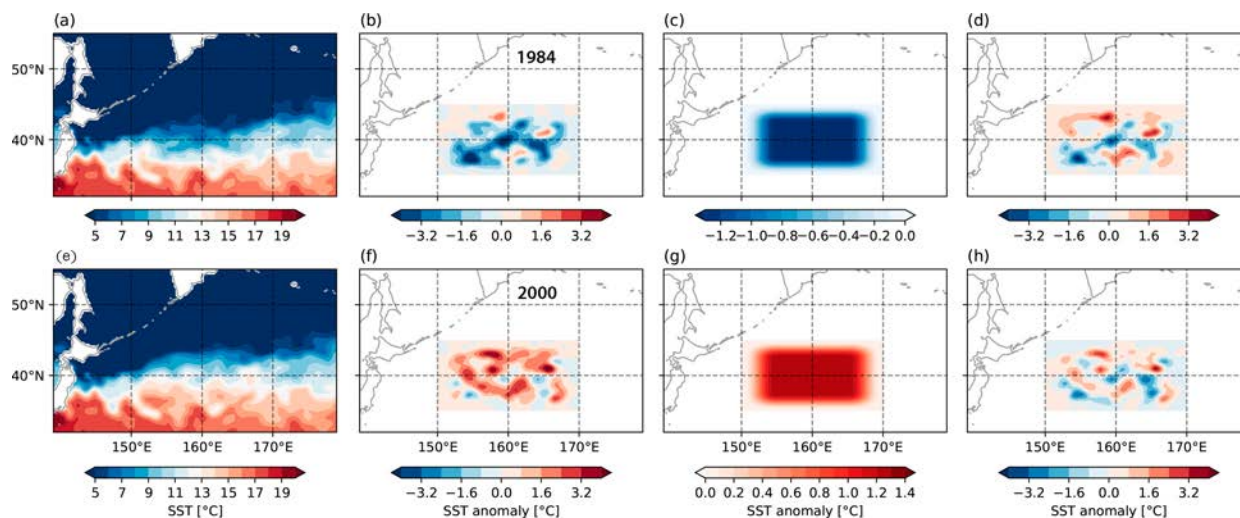 (a) (b) (c) (d)
1984
50°N
40°N
5 7 9 11 13 15 17 19 −3.2 −1.6 0.0 1.6 3.2 −1.2 −1.0 −0.8 −0.6 −0.4 −0.2 0.0 −3.2 −1.6 0.0 1.6 3.2
(e) (f) (g) (h)
2000
50°N
40°N
150°E 160°E 170°E 150°E 160°E 170°E 150°E 160°E 170°E 150°E 160°E 170°E
5 7 9 11 13 15 17 19 −3.2 −1.6 0.0 1.6 3.2 0.0 0.2 0.4 0.6 0.8 1.0 1.2 1.4 −3.2 −1.6 0.0 1.6 3.2
SST [°C] SST anomaly [°C] SST anomaly [°C] SST anomaly [°C]